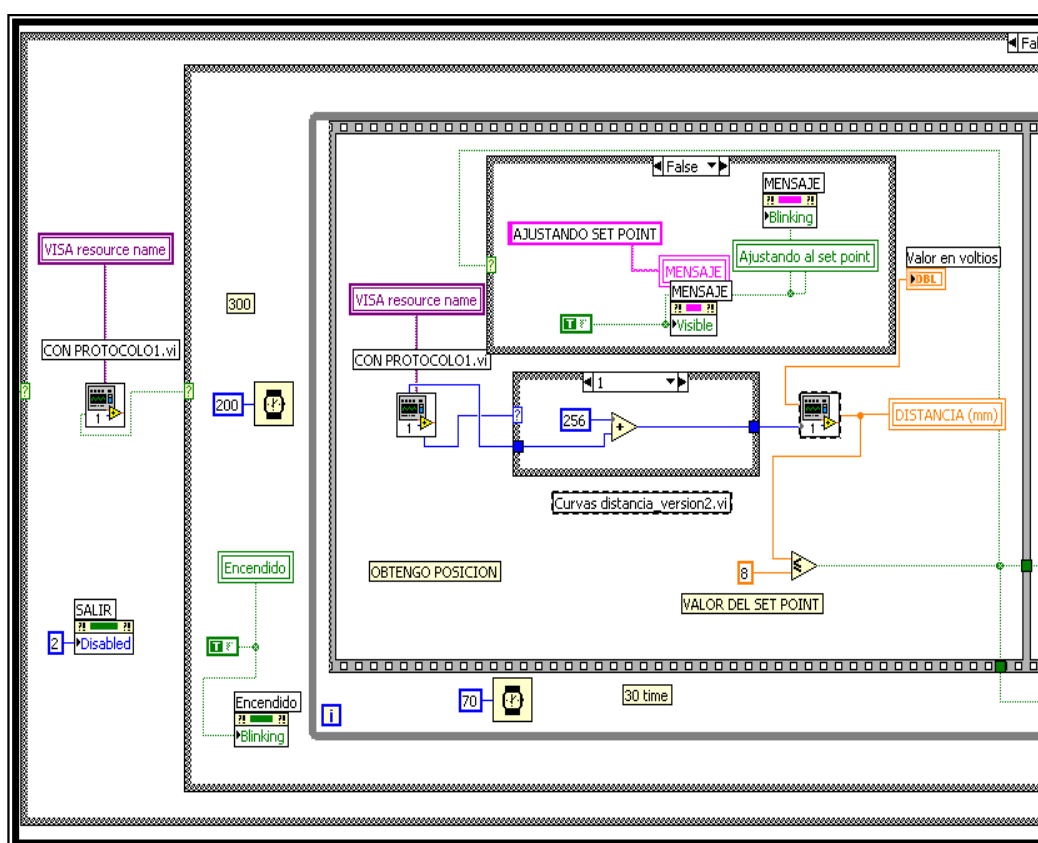 Fal
False
MENSAJE
Blinking
AJUSTANDO SET POINT
Ajustando al set point
MENSAJE
MENSAJE
Visible
T
Valor en voltios
DBL
VISA resource name
VISA resource name
300
CON PROTOCOLO1.vi
CON PROTOCOLO1.vi
1
1
200
1
256
1
DISTANCIA (mm)
Curvas distancia_version2.vi
Encendido
OBTENGO POSICION
8
VALOR DEL SET POINT
SALIR
2
Disabled
T
Encendido
Blinking
i
70
30 time